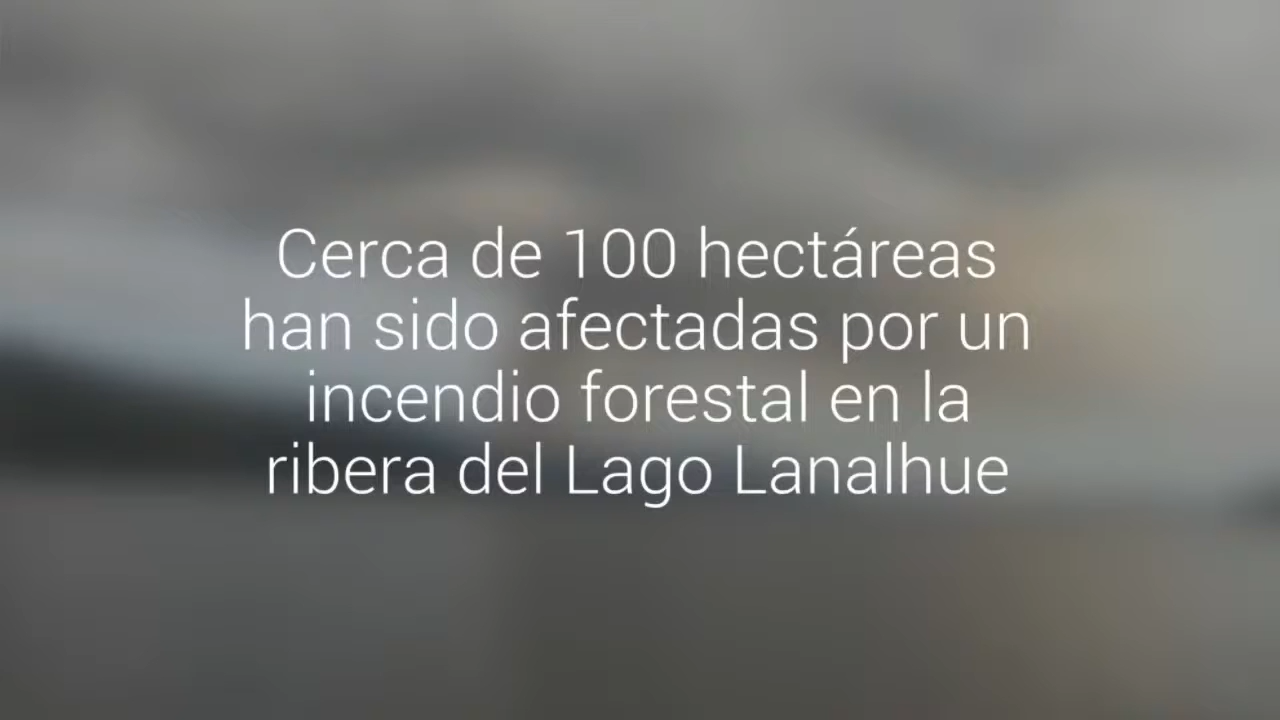 Cerca de 100 hectáreas
han sido afectadas por un
incendio forestal en la
ribera del Lago Lanalhue